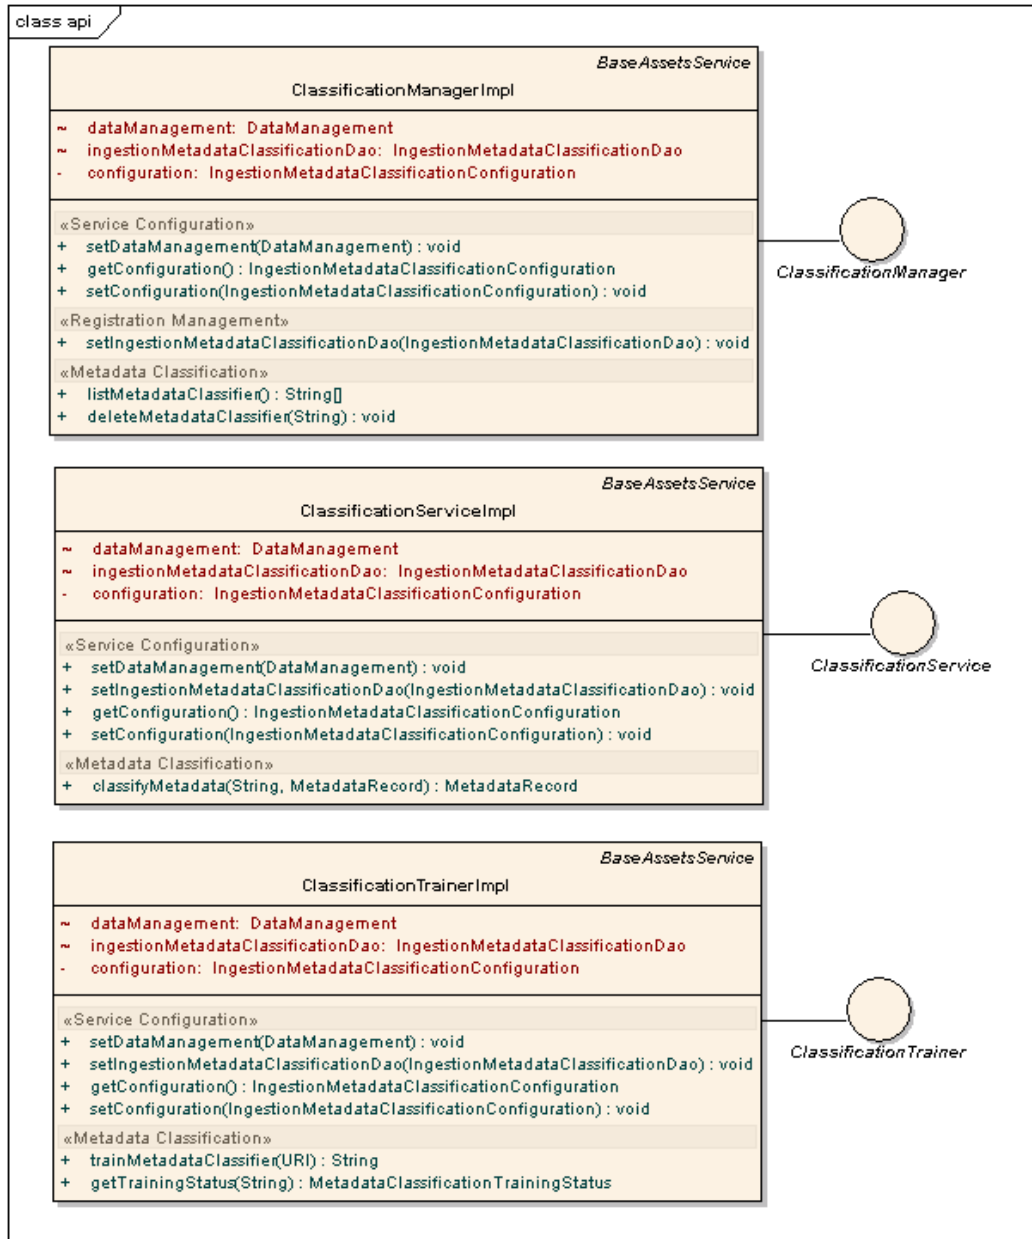 class api
BaseAssetsService
ClassificationManagerImpl
~ dataManagement: DataManagement
~ ingestionMetadataClassificationDao: IngestionMetadataClassificationDao
- configuration: IngestionMetadataClassificationConfiguration
«Service Configuration»
+ setDataManagement(DataManagement) : void
+ getConfiguration() : IngestionMetadataClassificationConfiguration
+ setConfiguration(IngestionMetadataClassificationConfiguration) : void
«Registration Management»
+ setIngestionMetadataClassificationDao(IngestionMetadataClassificationDao) : void
«Metadata Classification»
+ listMetadataClassifier() : String[]
+ deleteMetadataClassifier(String) : void
ClassificationManager
BaseAssetsService
ClassificationServiceImpl
~ dataManagement: DataManagement
~ ingestionMetadataClassificationDao: IngestionMetadataClassificationDao
- configuration: IngestionMetadataClassificationConfiguration
«Service Configuration»
+ setDataManagement(DataManagement) : void
+ setIngestionMetadataClassificationDao(IngestionMetadataClassificationDao) : void
+ getConfiguration() : IngestionMetadataClassificationConfiguration
+ setConfiguration(IngestionMetadataClassificationConfiguration) : void
«Metadata Classification»
+ classifyMetadata(String, MetadataRecord) : MetadataRecord
ClassificationService
BaseAssetsService
ClassificationTrainerImpl
~ dataManagement: DataManagement
~ ingestionMetadataClassificationDao: IngestionMetadataClassificationDao
- configuration: IngestionMetadataClassificationConfiguration
«Service Configuration»
+ setDataManagement(DataManagement) : void
+ setIngestionMetadataClassificationDao(IngestionMetadataClassificationDao) : void
+ getConfiguration() : IngestionMetadataClassificationConfiguration
+ setConfiguration(IngestionMetadataClassificationConfiguration) : void
«Metadata Classification»
+ trainMetadataClassifier(URI) : String
+ getTrainingStatus(String) : MetadataClassificationTrainingStatus
ClassificationTrainer